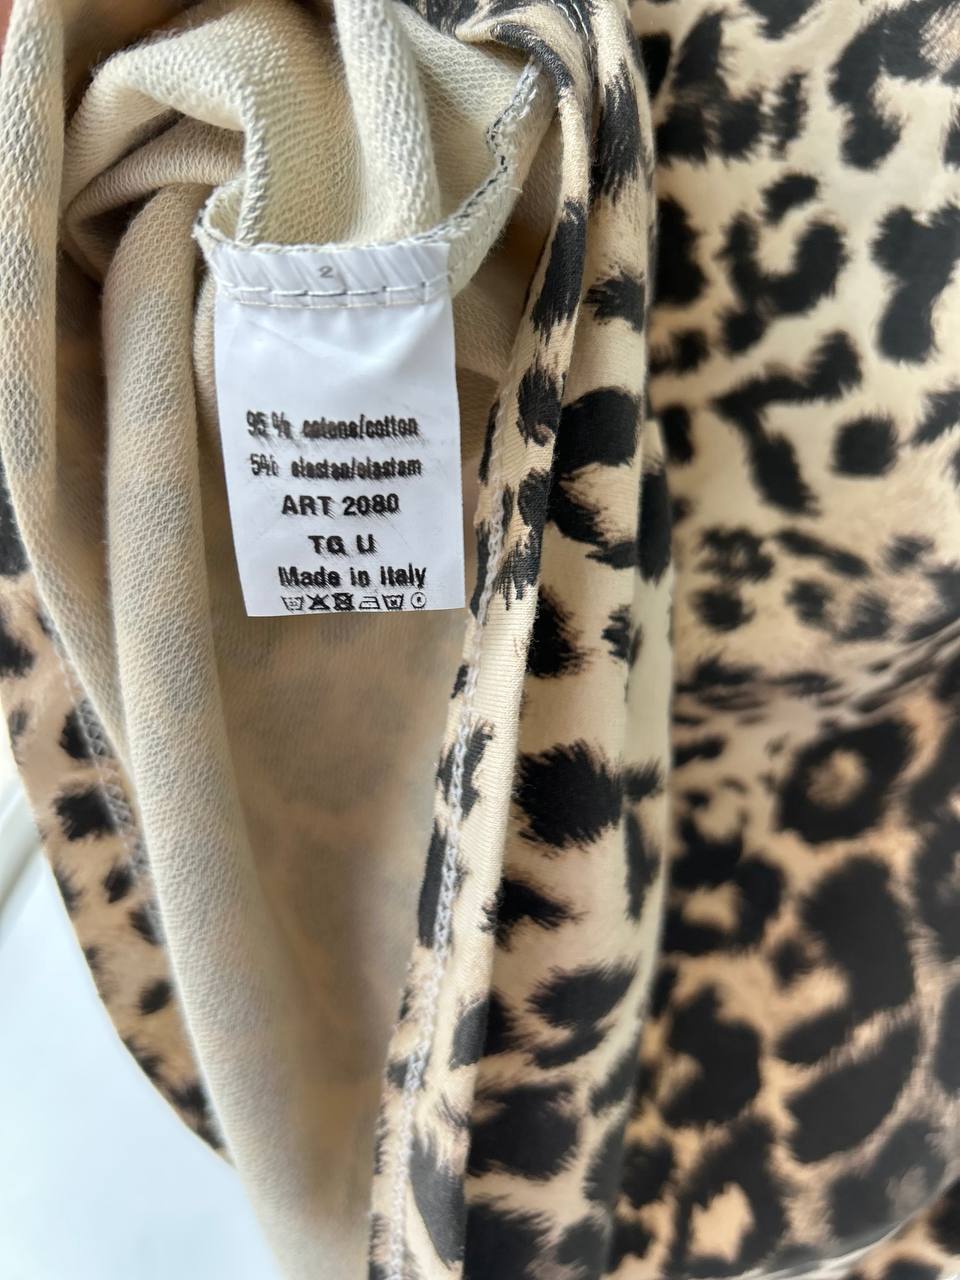 2
95 % cotone/cotton
5% elastan/elastam
ART 2080
TG U
Made in Italy